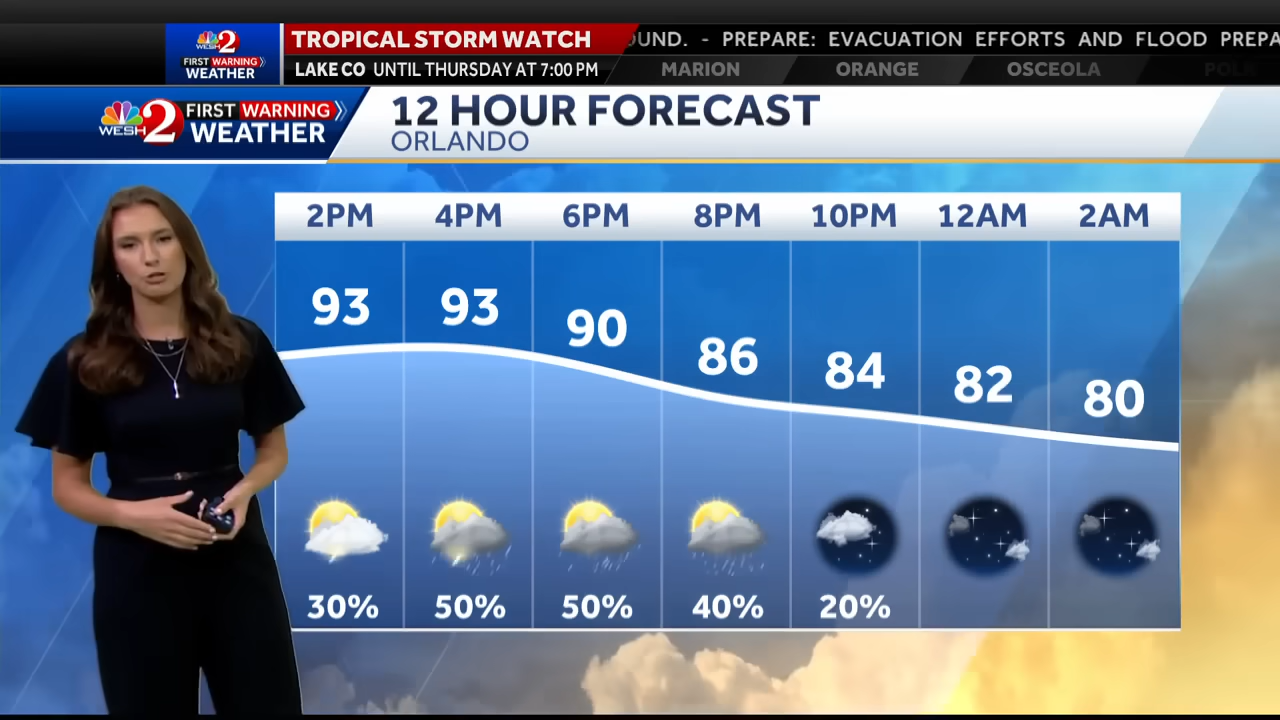 WESH 2
FIRST WARNING
WEATHER
TROPICAL STORM WATCH
UND. - PREPARE: EVACUATION EFFORTS AND FLOOD PREPA
LAKE CO UNTIL THURSDAY AT 7:00 PM
MARION ORANGE OSCEOLA POLK
WESH 2 FIRST WARNING
WEATHER
12 HOUR FORECAST
ORLANDO
2PM 4PM 6PM 8PM 10PM 12AM 2AM
93 93 90 86 84 82 80
30% 50% 50% 40% 20%